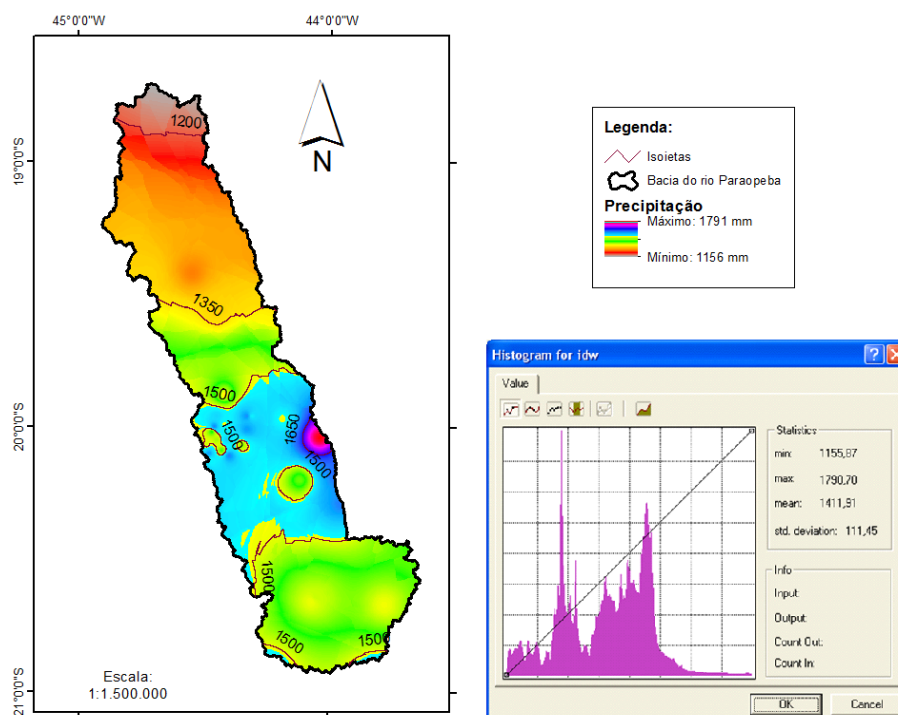 45°0'0"W
44°0'0"W
19°0'0"S
20°0'0"S
21°0'0"S
1200
1350
1500
1500
1650
1500
1500
1500
1500
N
Escala:
1:1.500.000
Legenda:
Isoietas
Bacia do rio Paraopeba
Precipitação
Máximo: 1791 mm
Mínimo: 1156 mm
Histogram for idw
Value
Statistics
min: 1155,87
max: 1790,70
mean: 1411,91
std. deviation: 111,45
Info
Input:
Output:
Count Out:
Count In:
OK
Cancel